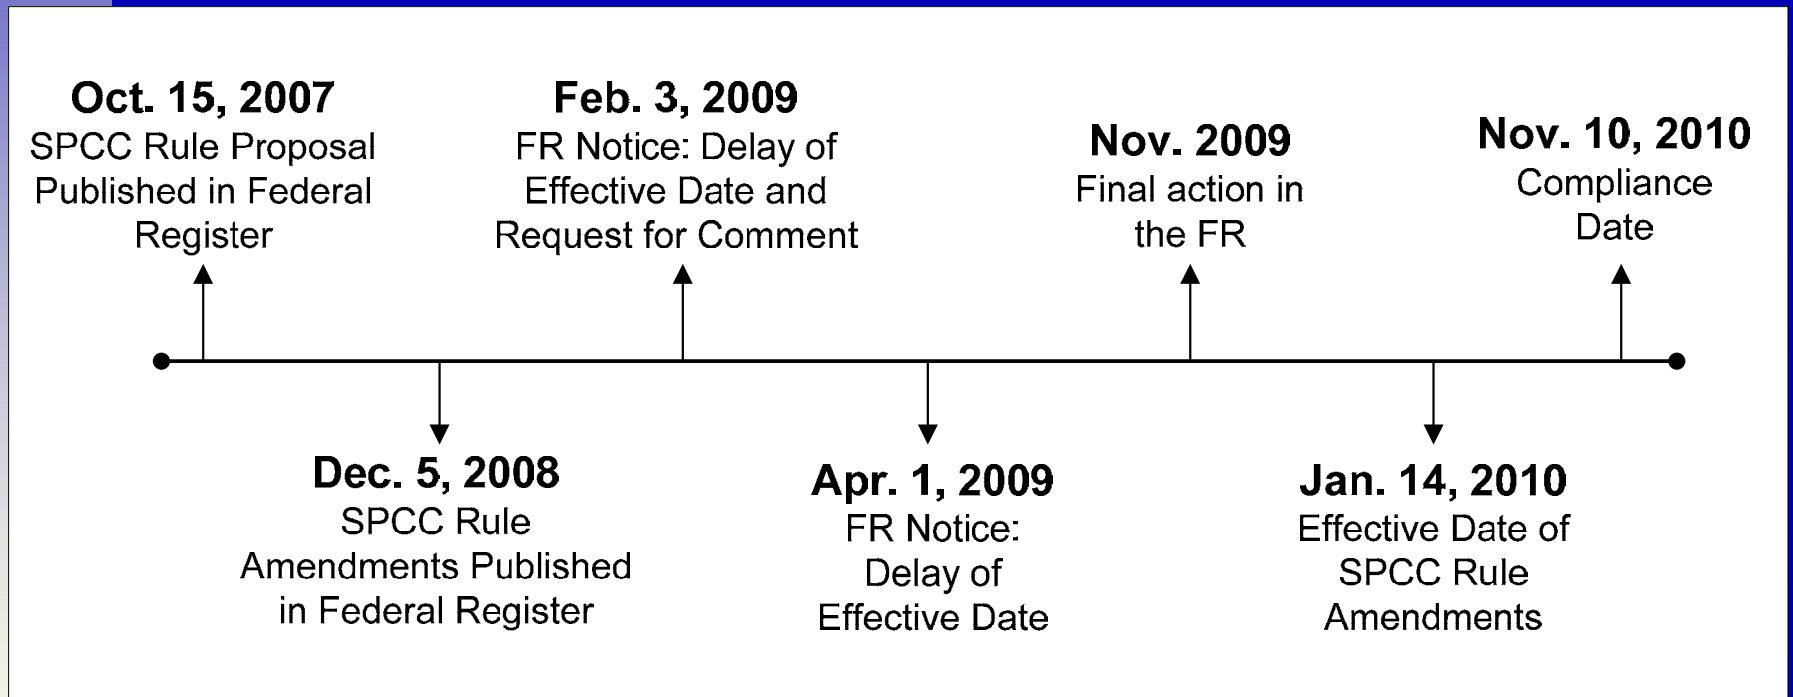 Oct. 15, 2007
SPCC Rule Proposal
Published in Federal
Register
Feb. 3, 2009
FR Notice: Delay of
Effective Date and
Request for Comment
Nov. 2009
Final action in
the FR
Nov. 10, 2010
Compliance
Date
Dec. 5, 2008
SPCC Rule
Amendments Published
in Federal Register
Apr. 1, 2009
FR Notice:
Delay of
Effective Date
Jan. 14, 2010
Effective Date of
SPCC Rule
Amendments